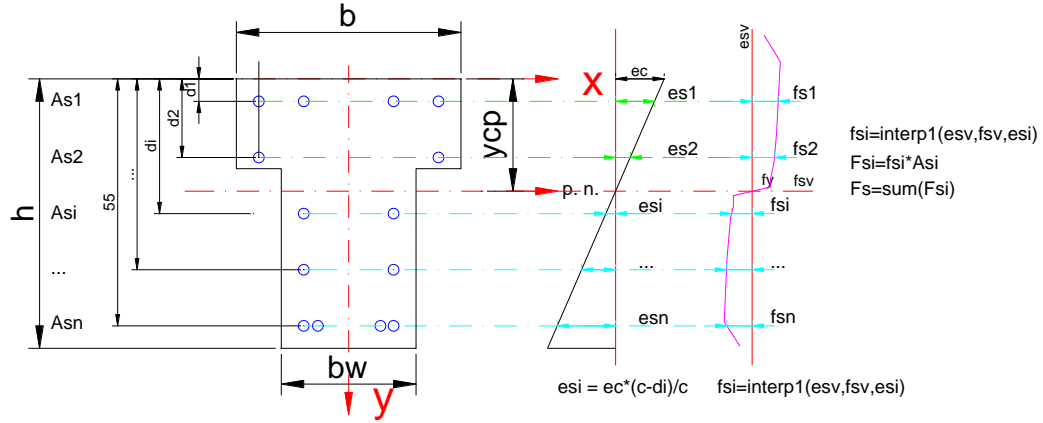 b
x
ec
esv
As1
d1
es1
fs1
ycp
fsi=interp1(esv,fsv,esi)
As2
d2
es2
fs2
Fsi=fsi*Asi
di
...
p. n.
fy
fsv
Fs=sum(Fsi)
h
55
Asi
esi
fsi
...
...
...
Asn
esn
fsn
bw
y
esi = ec*(c-di)/c
fsi=interp1(esv,fsv,esi)